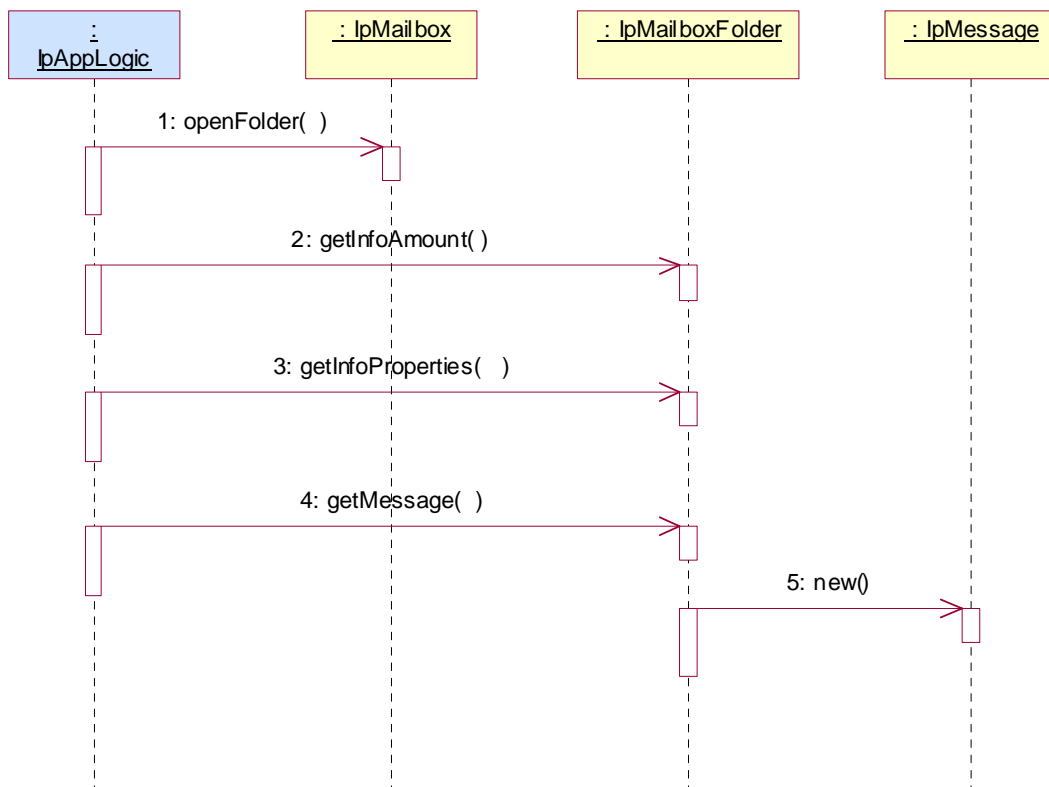 :
IpAppLogic
: IpMailbox
: IpMailboxFolder
: IpMessage
1: openFolder(  )
2: getInfoAmount( )
3: getInfoProperties(   )
4: getMessage(  )
5: new()